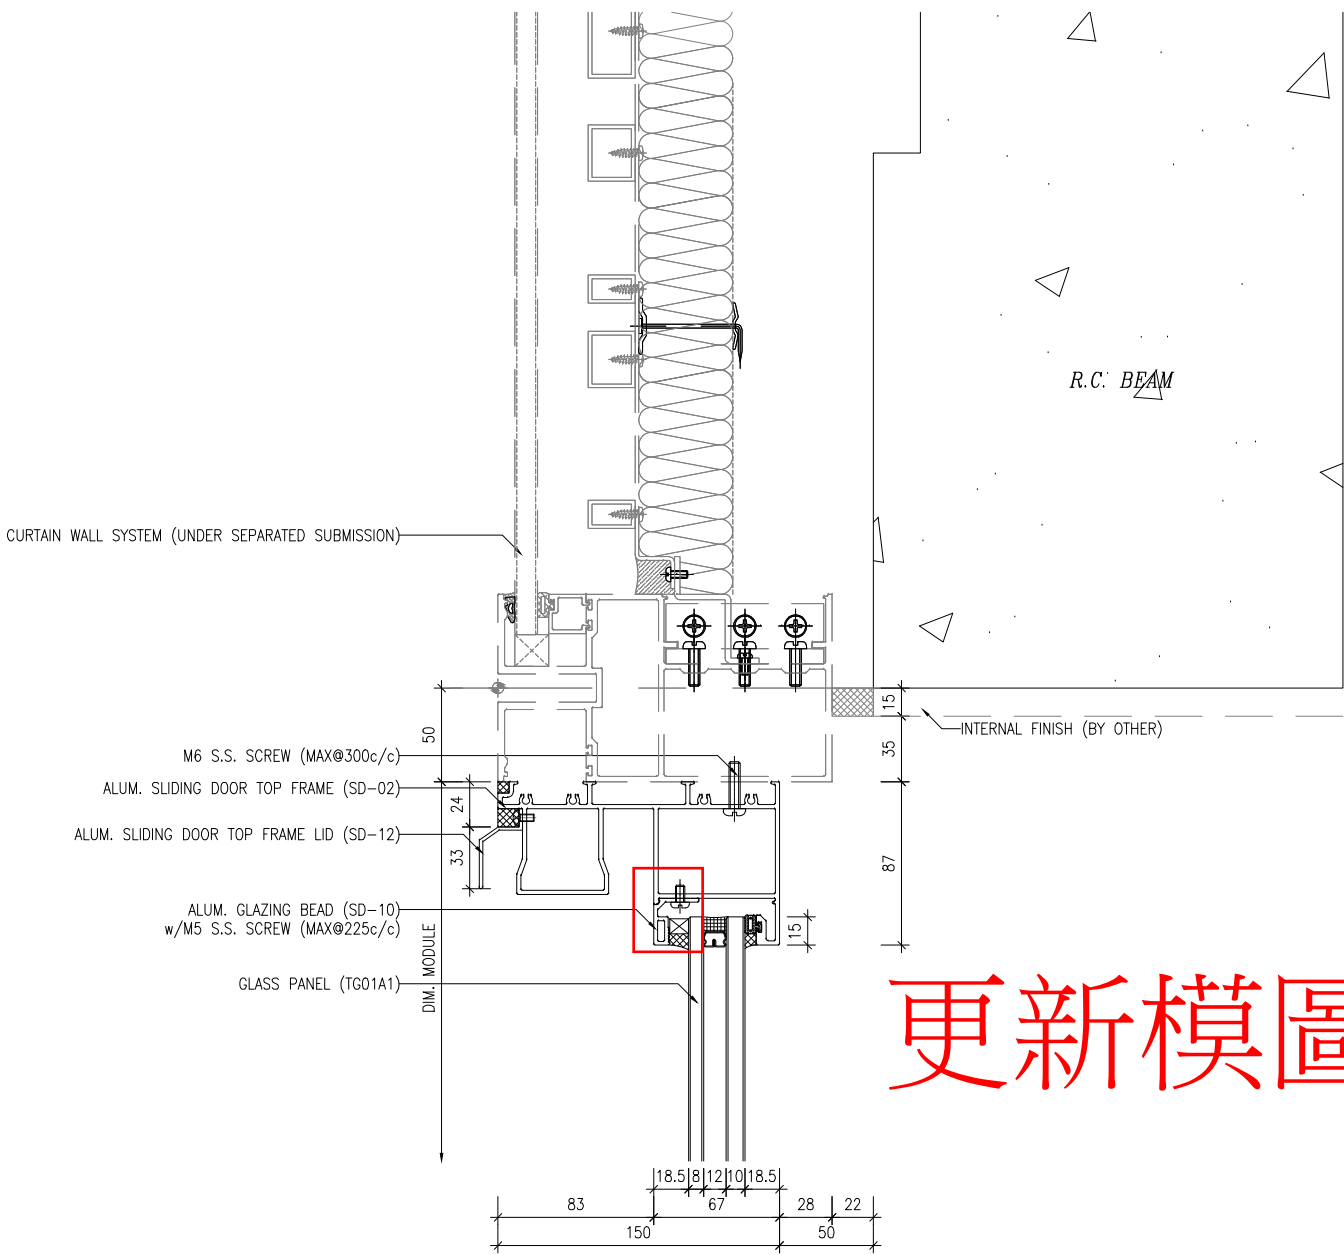 R.C. BEAM
CURTAIN WALL SYSTEM (UNDER SEPARATED SUBMISSION)
15
INTERNAL FINISH (BY OTHER)
50
35
M6 S.S. SCREW (MAX@300c/c)
ALUM. SLIDING DOOR TOP FRAME (SD-02)
24
ALUM. SLIDING DOOR TOP FRAME LID (SD-12)
33
87
ALUM. GLAZING BEAD (SD-10)
w/M5 S.S. SCREW (MAX@225c/c)
15
DIM. MODULE
GLASS PANEL (TG01A1)
更新模圖
18.5 8 12 10 18.5
83 67 28 22
150 50